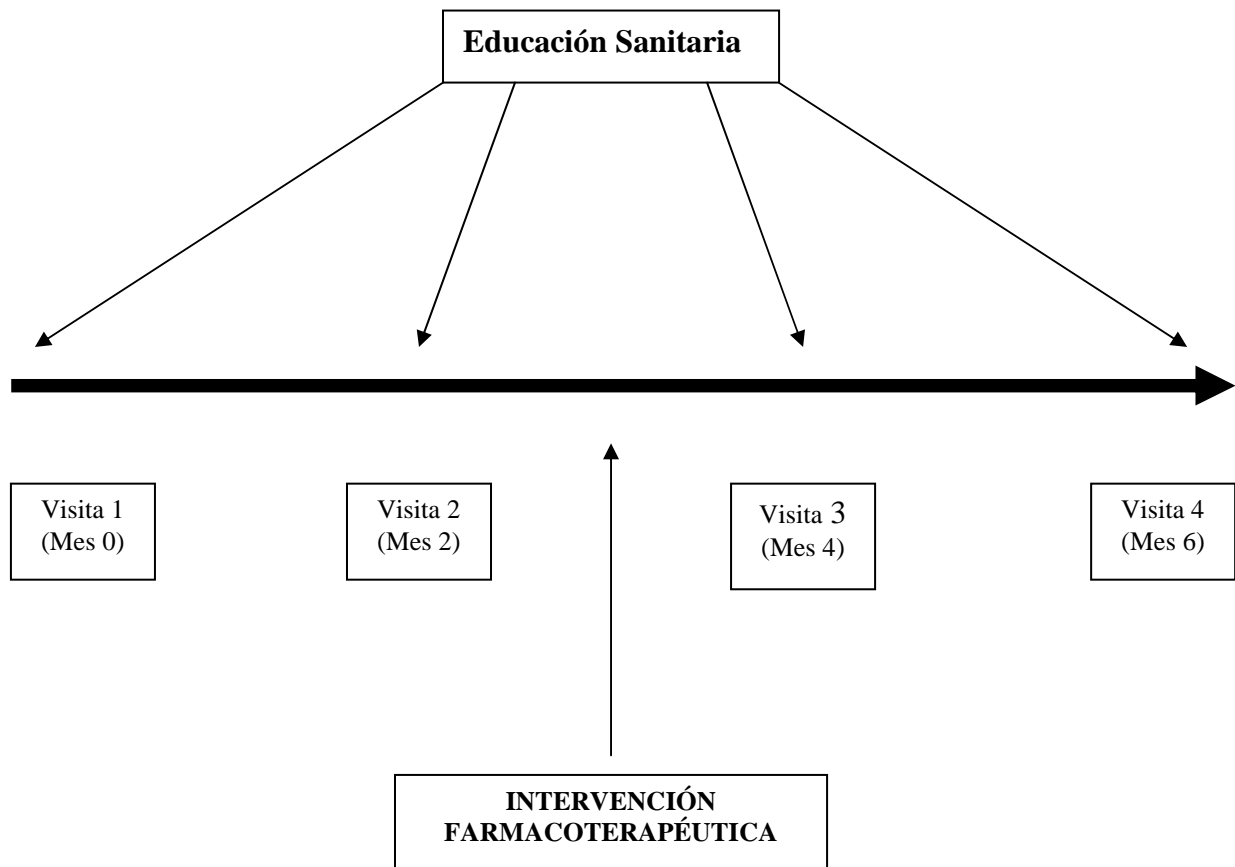 Educación Sanitaria
Visita 1
(Mes 0)
Visita 2
(Mes 2)
Visita 3
(Mes 4)
Visita 4
(Mes 6)
INTERVENCIÓN
FARMACOTERAPÉUTICA